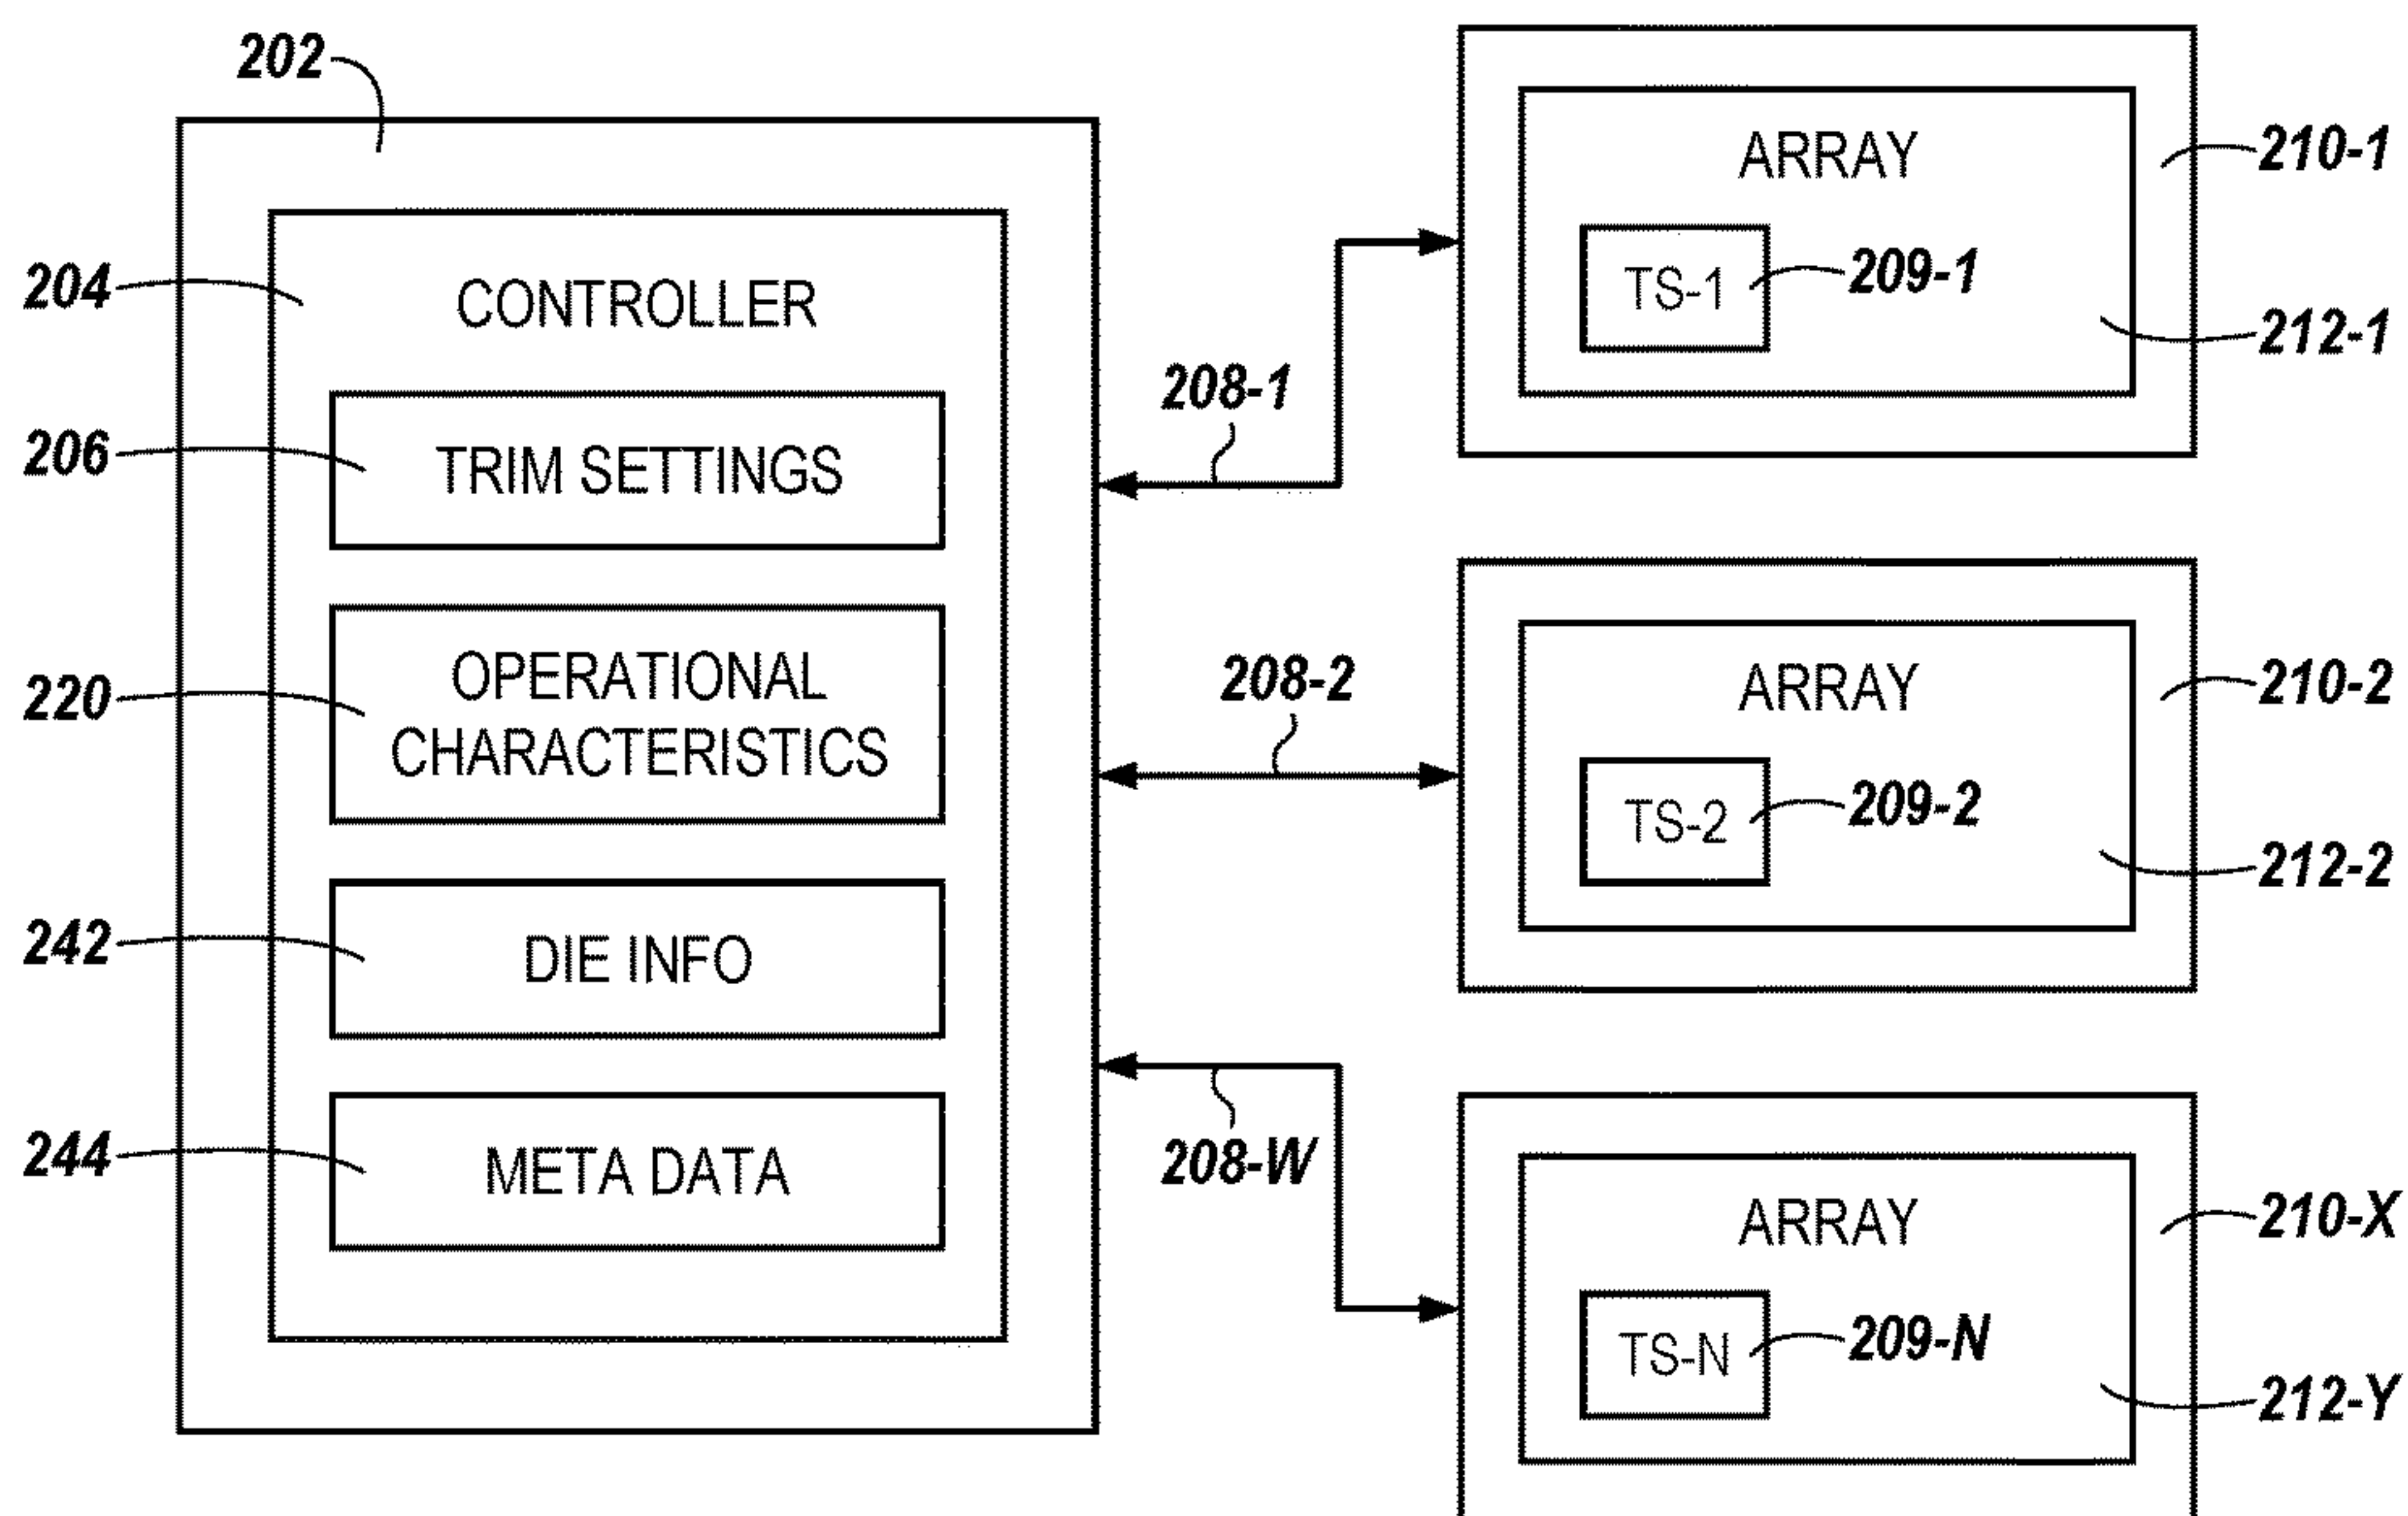 202
204
CONTROLLER
206
TRIM SETTINGS
220
OPERATIONAL
CHARACTERISTICS
242
DIE INFO
244
META DATA
208-1
208-2
208-W
ARRAY
210-1
TS-1
209-1
212-1
ARRAY
210-2
TS-2
209-2
212-2
ARRAY
210-X
TS-N
209-N
212-Y